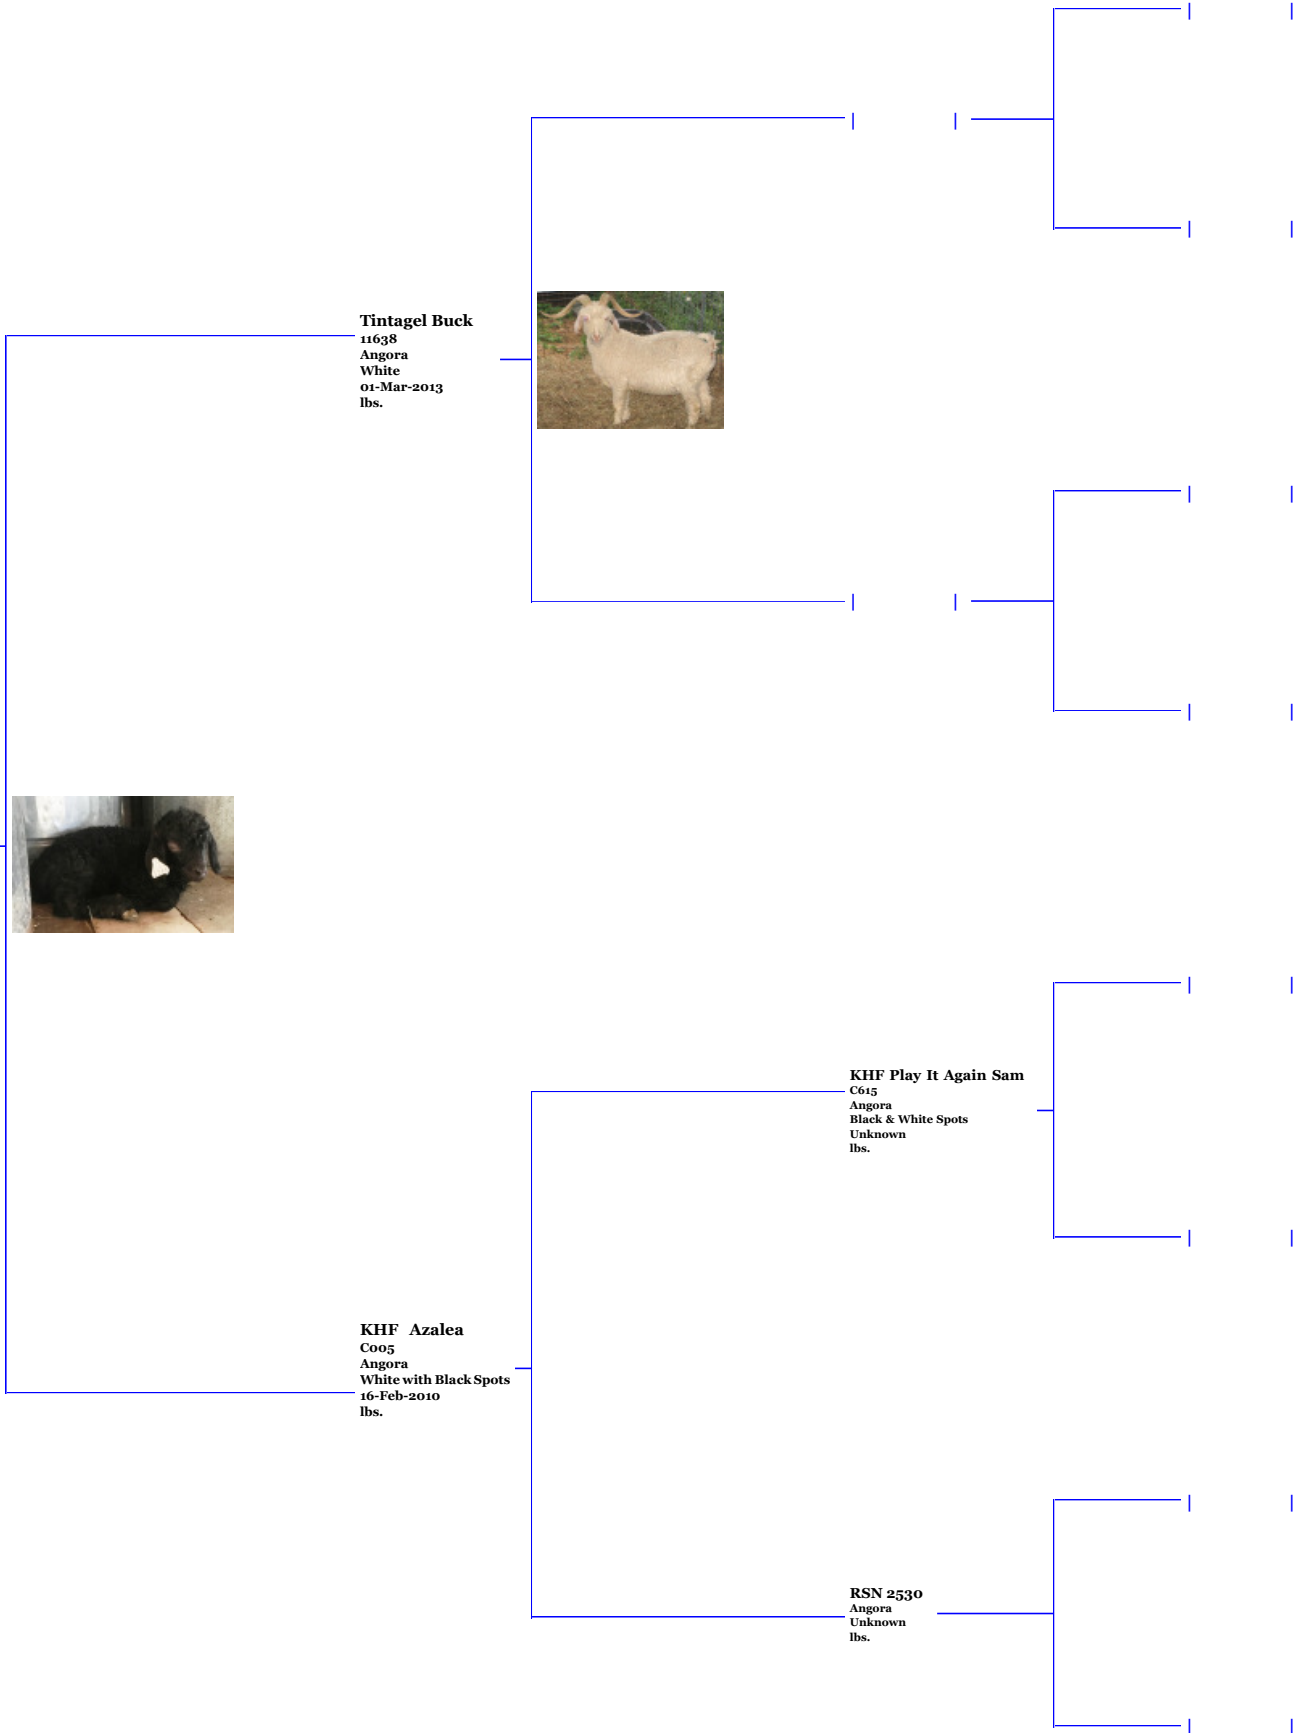 Tintagel Buck
11638
Angora
White
01-Mar-2013
lbs.
KHF Play It Again Sam
C615
Angora
Black & White Spots
Unknown
lbs.
KHF Azalea
C005
Angora
White with Black Spots
16-Feb-2010
lbs.
RSN 2530
Angora
Unknown
lbs.